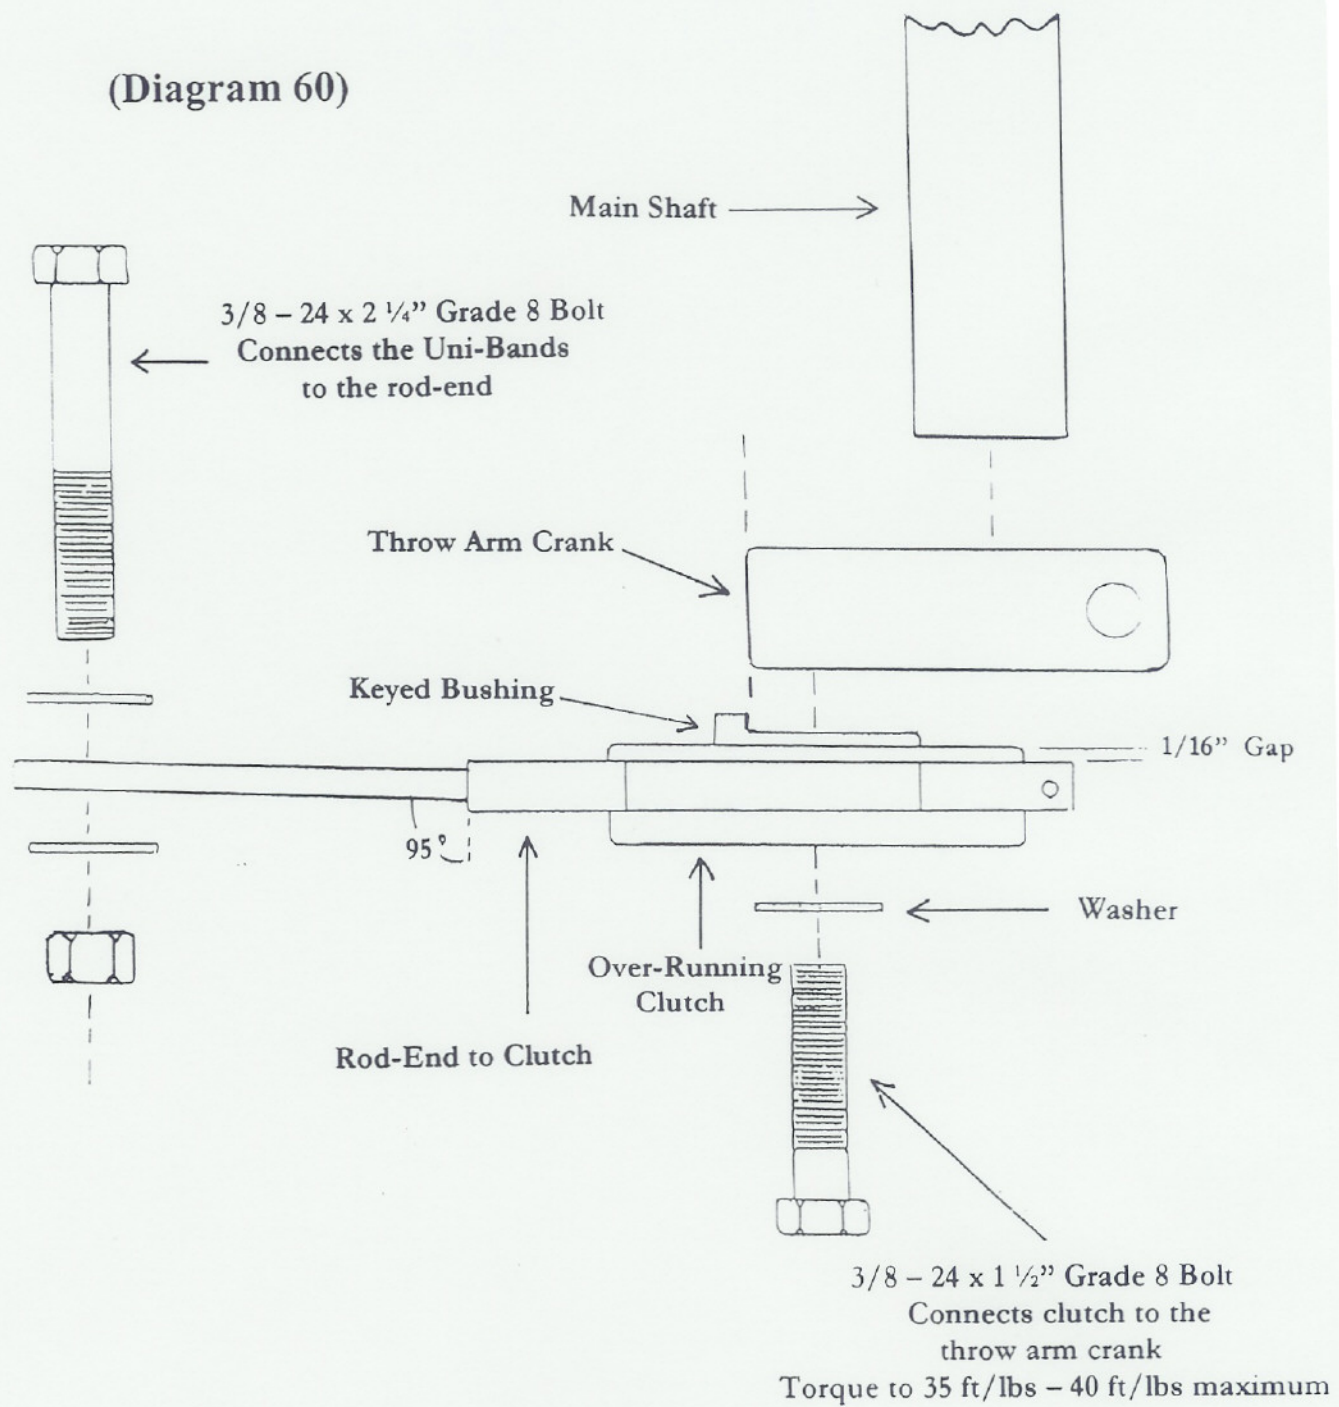 (Diagram 60)
Main Shaft
3/8 – 24 x 2 ¼” Grade 8 Bolt
Connects the Uni-Bands
to the rod-end
Throw Arm Crank
Keyed Bushing
1/16” Gap
95°
Washer
Over-Running
Clutch
Rod-End to Clutch
3/8 – 24 x 1 ½” Grade 8 Bolt
Connects clutch to the
throw arm crank
Torque to 35 ft/lbs – 40 ft/lbs maximum